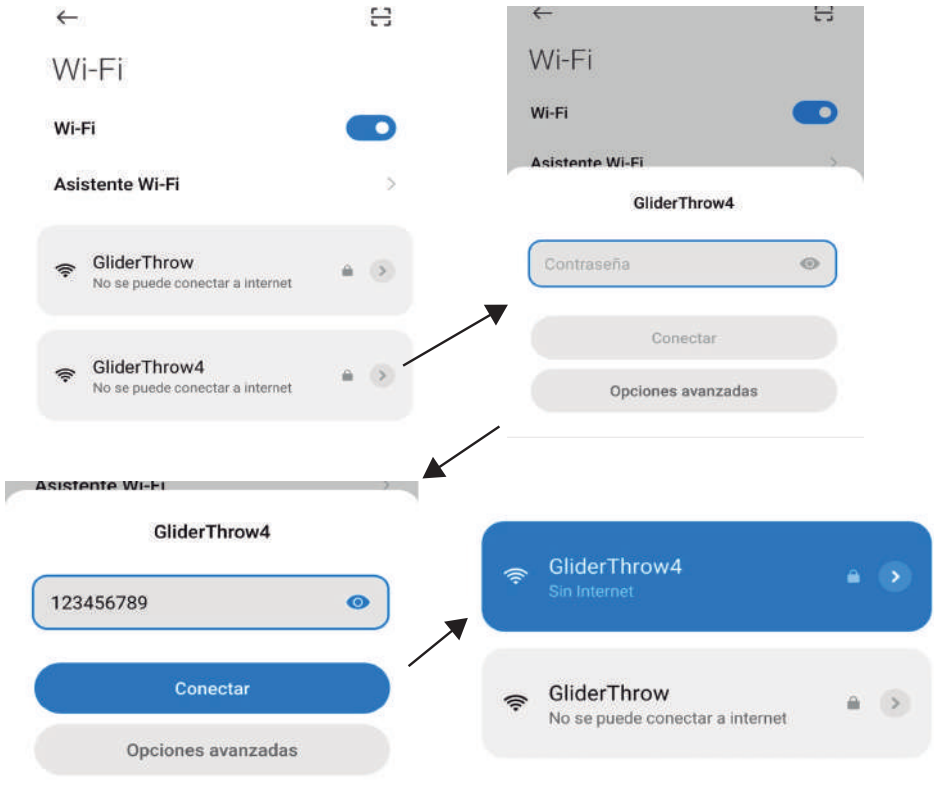 Wi-Fi
Wi-Fi
Asistente Wi-Fi
GliderThrow
No se puede conectar a internet
GliderThrow4
No se puede conectar a internet
Wi-Fi
Wi-Fi
Asistente Wi-Fi
GliderThrow4
Contraseña
Conectar
Opciones avanzadas
Asistente Wi-Fi
GliderThrow4
123456789
Conectar
Opciones avanzadas
GliderThrow4
Sin Internet
GliderThrow
No se puede conectar a internet